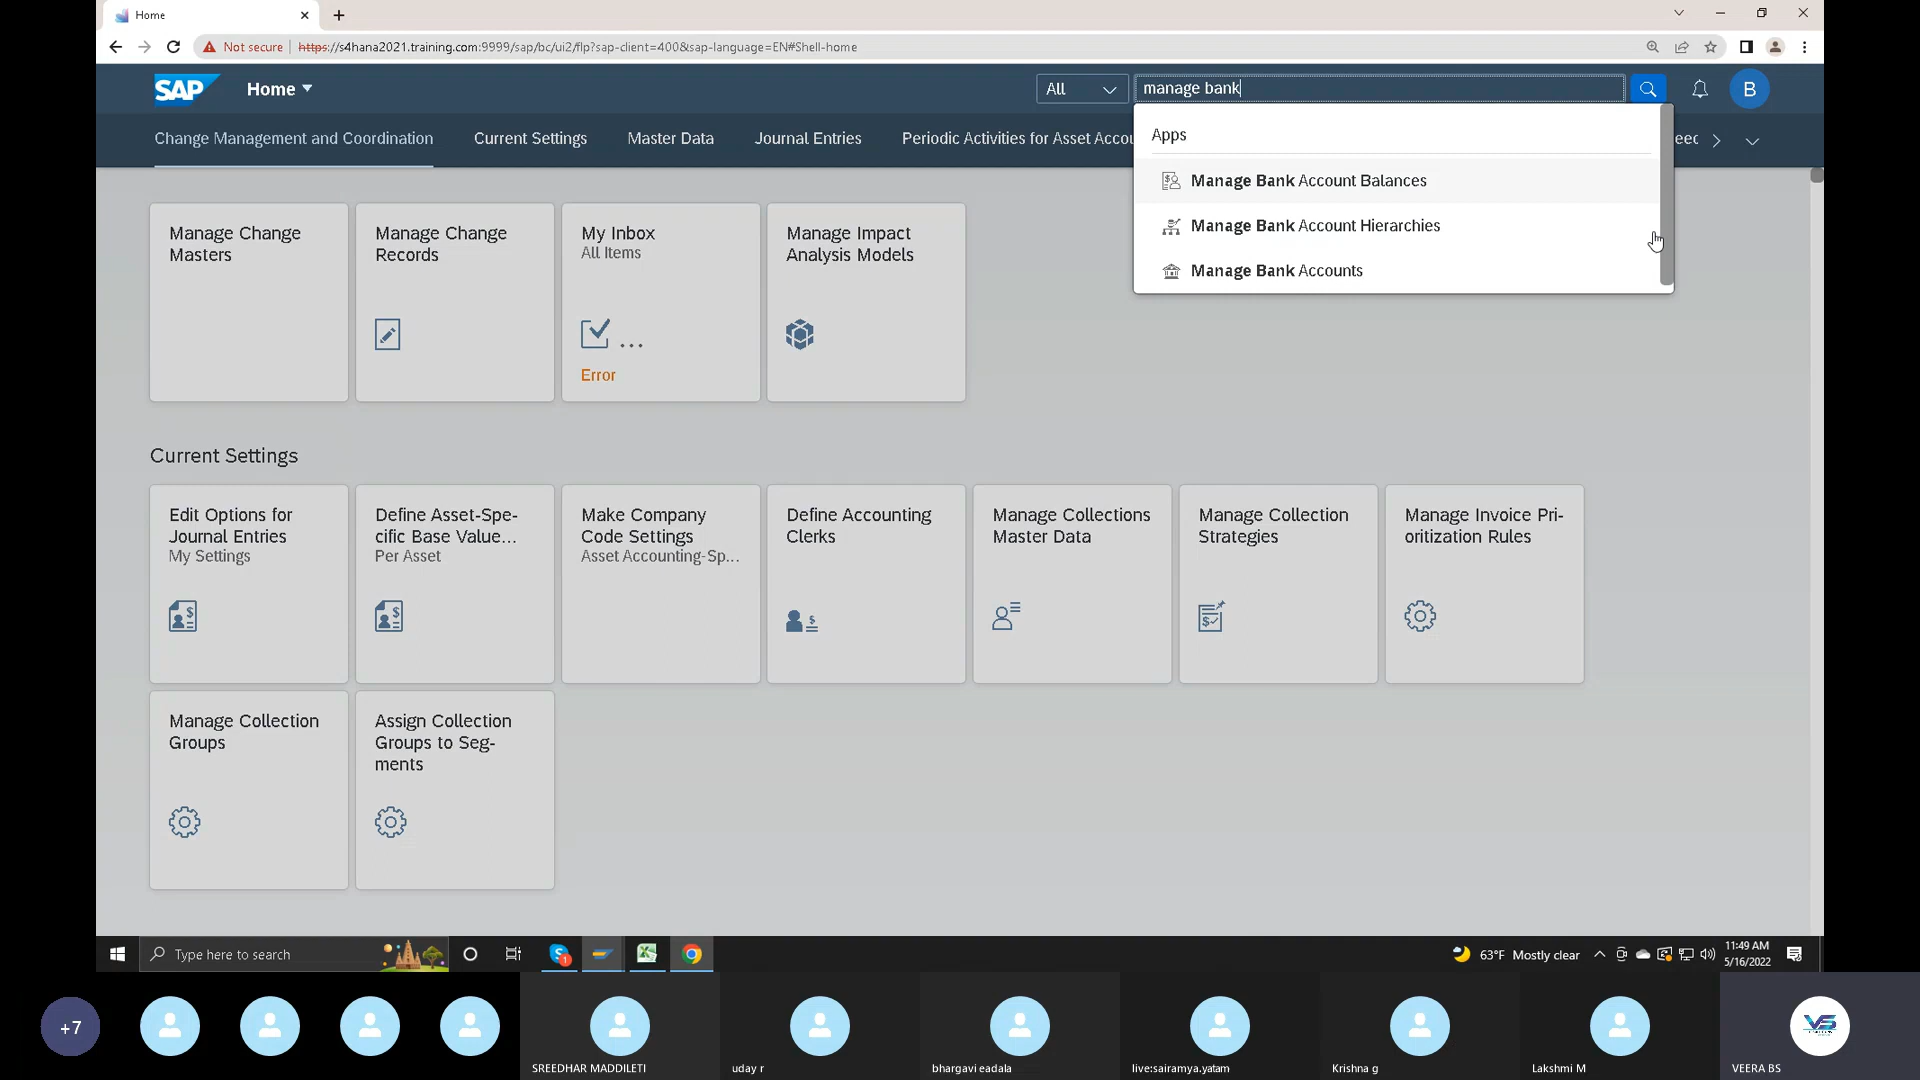 Home
Not secure
https://s4hana2021.training.com:9999/sap/bc/ui2/flp?sap-client=400&sap-language=EN#Shell-home
SAP
Home
All
manage bank
B
Change Management and Coordination
Current Settings
Master Data
Journal Entries
Periodic Activities for Asset Accou
eec
Apps
Manage Bank Account Balances
Manage Bank Account Hierarchies
Manage Bank Accounts
Manage Change
Masters
Manage Change
Records
My Inbox
All Items
...
Error
Manage Impact
Analysis Models
Current Settings
Edit Options for
Journal Entries
My Settings
Define Asset-Spe-
cific Base Value...
Per Asset
Make Company
Code Settings
Asset Accounting-Sp...
Define Accounting
Clerks
Manage Collections
Master Data
Manage Collection
Strategies
Manage Invoice Pri-
oritization Rules
Manage Collection
Groups
Assign Collection
Groups to Seg-
ments
Type here to search
63°F Mostly clear
11:49 AM
5/16/2022
+7
SREEDHAR MADDILETI
uday r
bhargavi eadala
live:sairamya.yatam
Krishna g
Lakshmi M
VEERA BS